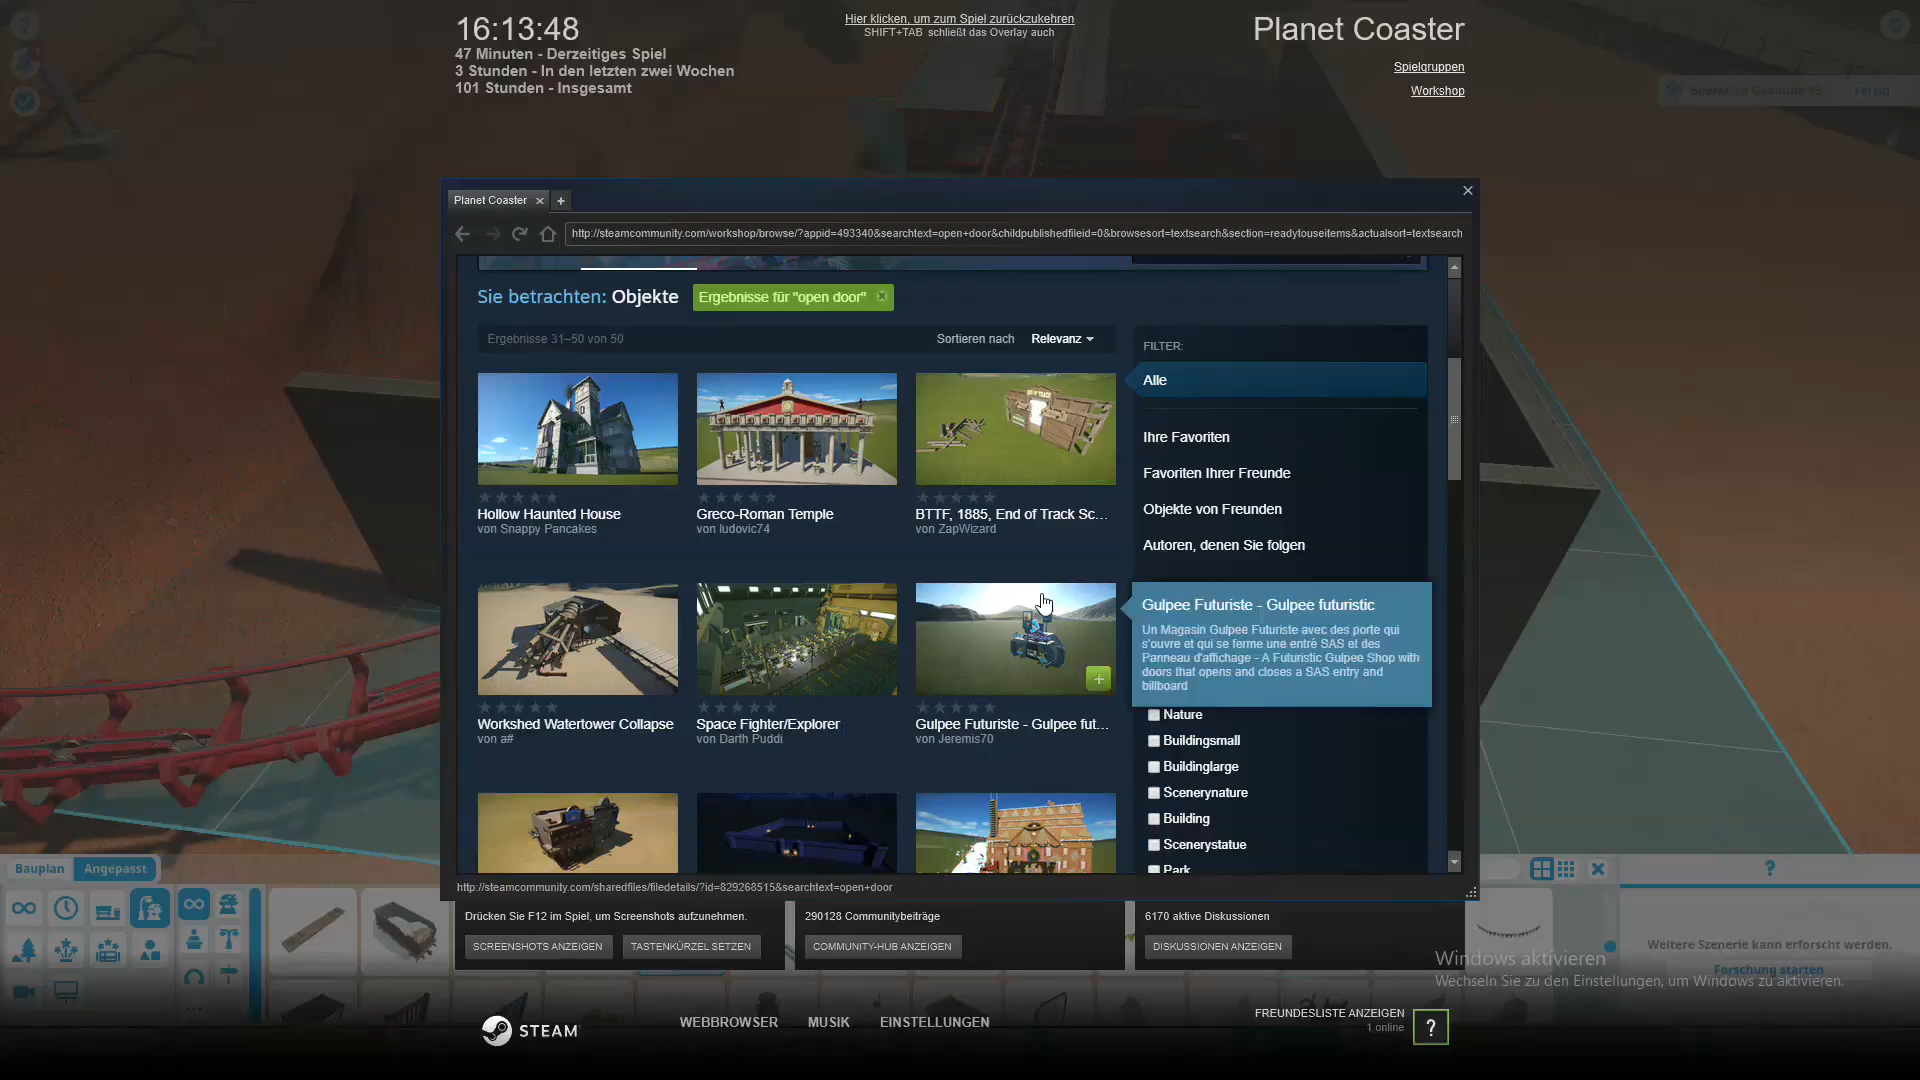 16:13:48
47 Minuten - Derzeitiges Spiel
3 Stunden - In den letzten zwei Wochen
101 Stunden - Insgesamt
Hier klicken, um zum Spiel zurückzukehren
SHIFT+TAB schließt das Overlay auch
Planet Coaster
Spielgruppen
Workshop
Planet Coaster
http://steamcommunity.com/workshop/browse/?appid=493340&searchtext=open+door&childpublishedfileid=0&browsesort=textsearch&section=readytouseitems&actualsort=textsearch
Sie betrachten: Objekte
Ergebnisse für "open door"
Ergebnisse 31–50 von 50
Sortieren nach Relevanz
FILTER:
Alle
Ihre Favoriten
Favoriten Ihrer Freunde
Objekte von Freunden
Autoren, denen Sie folgen
Hollow Haunted House
von Snappy Pancakes
Greco-Roman Temple
von ludovic74
BTTF, 1885, End of Track Sc...
von ZapWizard
Workshed Watertower Collapse
von a#
Space Fighter/Explorer
von Darth Puddi
Gulpee Futuriste - Gulpee fut...
von Jeremis70
Gulpee Futuriste - Gulpee futuristic
Un Magasin Gulpee Futuriste avec des porte qui
s'ouvre et qui se ferme une entré SAS et des
Panneau d'affichage - A Futuristic Gulpee Shop with
doors that opens and closes a SAS entry and
billboard
Nature
Buildingsmall
Buildinglarge
Scenerynature
Building
Scenerystatue
Park
http://steamcommunity.com/sharedfiles/filedetails/?id=829268515&searchtext=open+door
Bauplan
Angepasst
Drücken Sie F12 im Spiel, um Screenshots aufzunehmen.
SCREENSHOTS ANZEIGEN
TASTENKÜRZEL SETZEN
290128 Communitybeiträge
COMMUNITY-HUB ANZEIGEN
6170 aktive Diskussionen
DISKUSSIONEN ANZEIGEN
Weitere Szenerie kann erforscht werden.
Forschung starten
Windows aktivieren
Wechseln Sie zu den Einstellungen, um Windows zu aktivieren.
STEAM
WEBBROWSER
MUSIK
EINSTELLUNGEN
FREUNDESLISTE ANZEIGEN
1 online
?